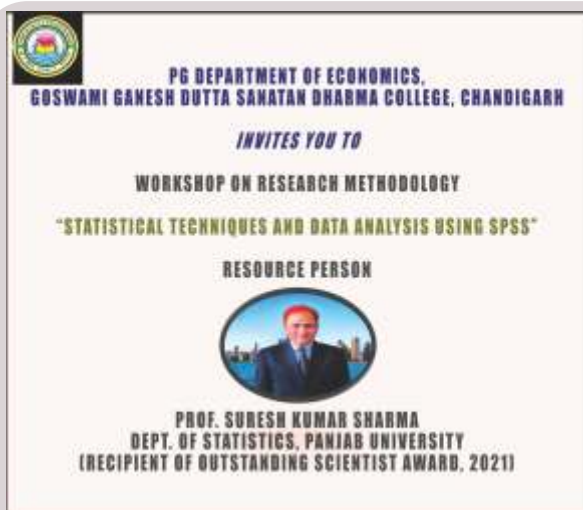 PG DEPARTMENT OF ECONOMICS,
GOSWAMI GANESH DUTTA SANATAN DHARMA COLLEGE, CHANDIGARH
INVITES YOU TO
WORKSHOP ON RESEARCH METHODOLOGY
"STATISTICAL TECHNIQUES AND DATA ANALYSIS USING SPSS"
RESOURCE PERSON
PROF. SURESH KUMAR SHARMA
DEPT. OF STATISTICS, PANJAB UNIVERSITY
(RECIPIENT OF OUTSTANDING SCIENTIST AWARD, 2021)